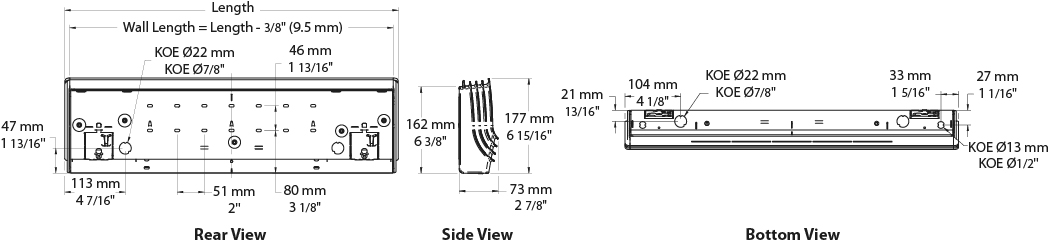 Length
Wall Length = Length - 3/8" (9.5 mm)
KOE Ø22 mm
KOE Ø7/8"
46 mm
1 13/16"
47 mm
1 13/16"
113 mm
4 7/16"
51 mm
2"
80 mm
3 1/8"
Rear View
162 mm
6 3/8"
177 mm
6 15/16"
73 mm
2 7/8"
Side View
21 mm
13/16"
104 mm
4 1/8"
KOE Ø22 mm
KOE Ø7/8"
33 mm
1 5/16"
27 mm
1 1/16"
KOE Ø13 mm
KOE Ø1/2"
Bottom View